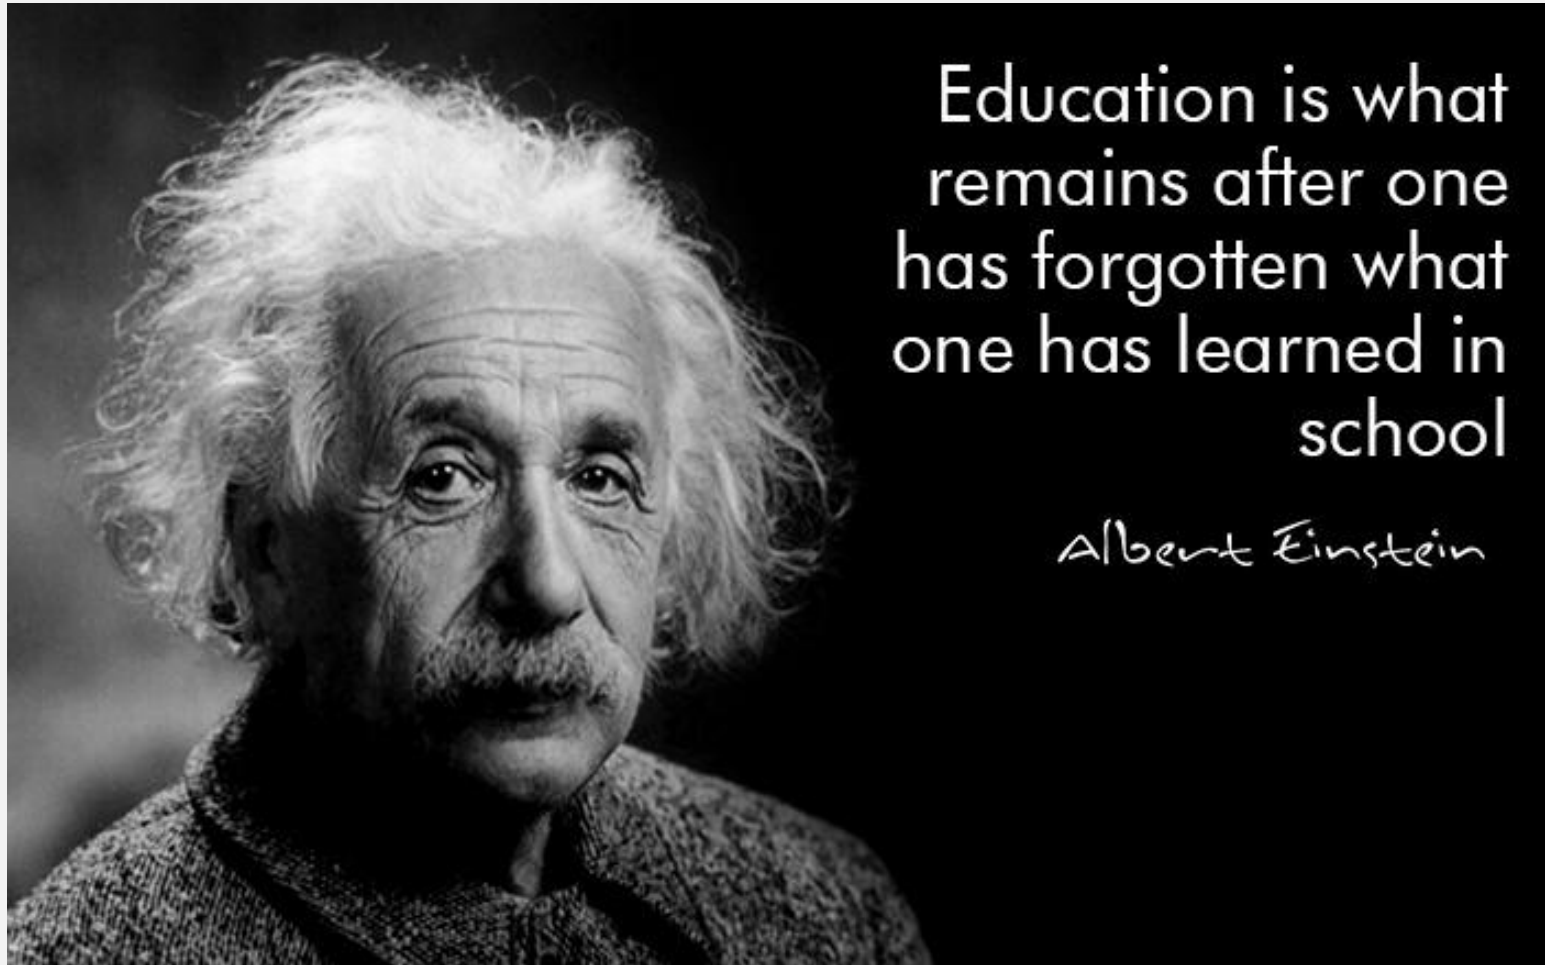 Education is what
remains after one
has forgotten what
one has learned in
school
Albert Einstein